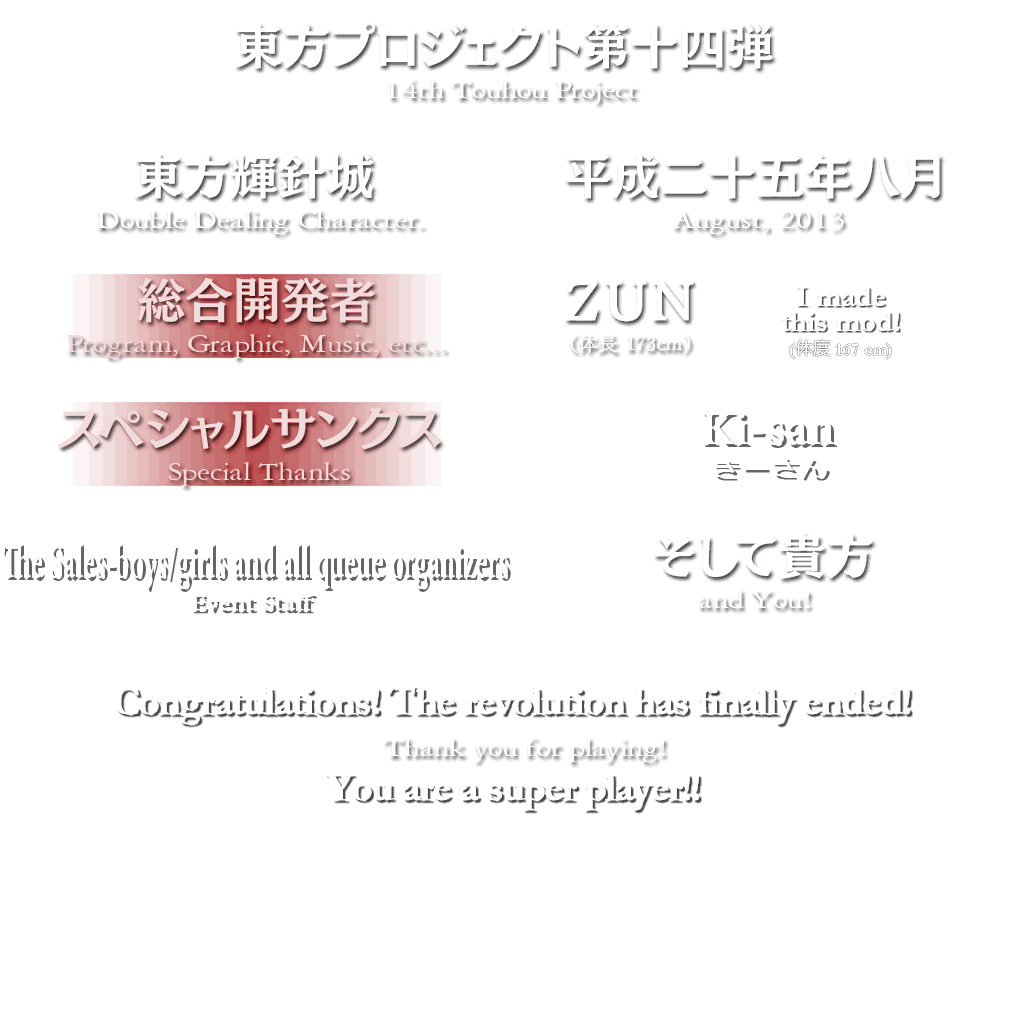 東方プロジェクト第十四弾
14th Touhou Project
東方輝針城
Double Dealing Character.
平成二十五年八月
August, 2013
総合開発者
Program, Graphic, Music, etc...
ZUN
(体長 173cm)
I made
this mod!
(体度 167 cm)
スペシャルサンクス
Special Thanks
Ki-san
きーさん
The Sales-boys/girls and all queue organizers
Event Staff
そして貴方
and You!
Congratulations! The revolution has finally ended!
Thank you for playing!
You are a super player!!